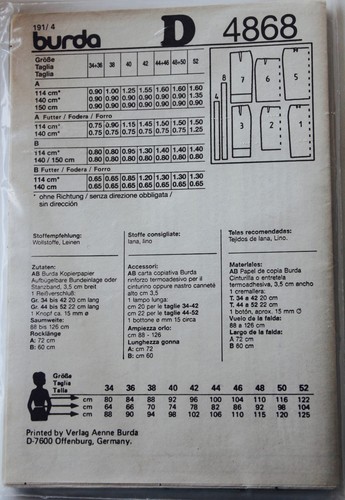 191/4
burda D 4868
Größe
Taglia
Taglia
34+36 38 40 42 44+46 48+50 52
A
114 cm* 0.90 1.00 1.25 1.55 1.60 1.60 1.60
140 cm* 0.90 0.90 0.90 0.90 0.90 0.90 1.35
150 cm 0.90 0.90 0.90 0.90 0.90 0.90 0.90
A Futter / Fodera / Forro
114 cm* 0.75 0.90 1.15 1.45 1.50 1.50 1.50
140 cm* 0.75 0.75 0.75 0.75 0.75 0.75 1.25
B
114 cm* 0.80 0.80 0.95 1.30 1.40 1.40 1.40
140 / 150 cm 0.80 0.80 0.80 0.80 0.80 0.80 0.80
B Futter / Fodera / Forro
114 cm* 0.65 0.65 0.85 1.20 1.30 1.30 1.30
140 cm 0.65 0.65 0.65 0.65 0.65 0.65 0.65
* ohne Richtung / senza direzione obbligata /
sin dirección
4 8 7 6 5
3 2 1
Stoffempfehlung:
Wollstoffe, Leinen
Zutaten:
AB Burda Kopierpapier
Aufbügelbare Bundeinlage oder
Stanzband, 3,5 cm breit
1 Reißverschluß:
Gr. 34 bis 42 20 cm lang
Gr. 44 bis 52 22 cm lang
1 Knopf ca. 15 mm ø
Saumweite:
88 bis 126 cm
Rocklänge
A: 72 cm
B: 60 cm
Stoffe consigliate:
lana, lino
Accessori:
AB carta copiativa Burda
rinforzo termoadesivo per il
cinturino oppure nastro canneté
alto cm 3,5
1 lampo lunga:
cm 20 per le taglie 34-42
cm 22 per le taglie 44-52
1 bottone ø mm 15 circa
Ampiezza orlo:
cm 88 - 126
Lunghezza gonna
A: cm 72
B: cm 60
Telas recomendadas:
Tejidos de lana, Lino.
Materiales:
AB Papel de copia Burda
Cinturilla o entretela
termoadhesiva, 3,5 cm ancho
1 cremallera:
T. 34 a 42 20 cm
T. 44 a 52 22 cm
1 botón, aprox. 15 mm ∅
Vuelo de la falda:
88 a 126 cm
Largo de la falda:
A: 72 cm
B: 60 cm
Größe
Taglia
Talla
34 36 38 40 42 44 46 48 50 52
cm 80 84 88 92 96 100 104 110 116 122
cm 64 66 70 74 78 82 86 92 98 104
cm 88 90 94 98 102 106 110 115 120 125
Printed by Verlag Aenne Burda
D-7600 Offenburg, Germany.